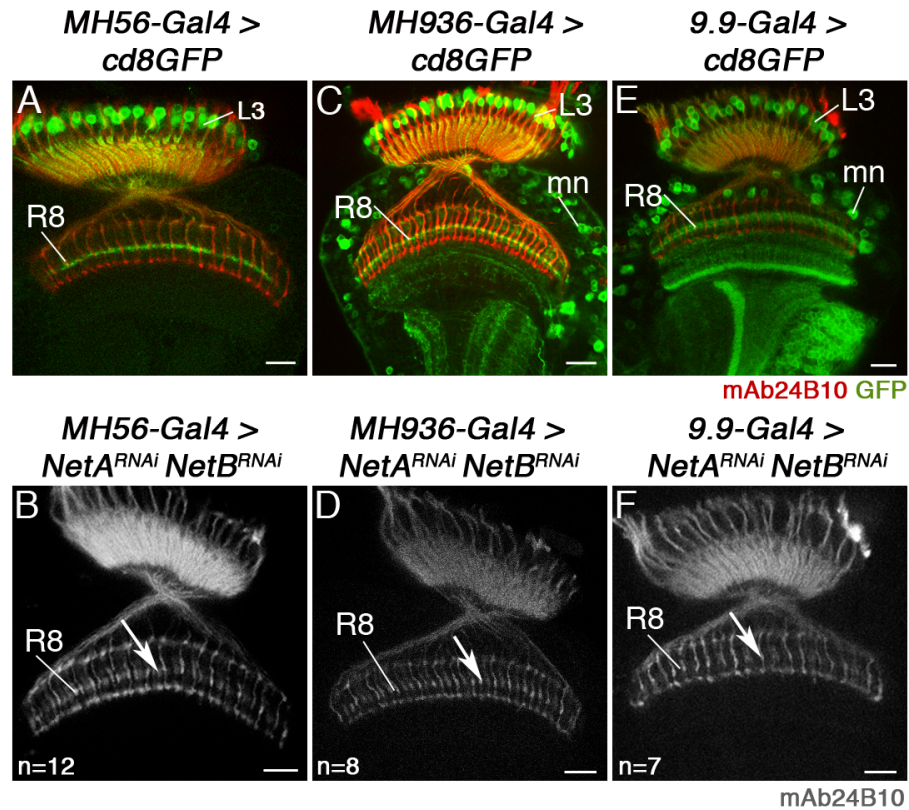 MH56-Gal4 >
cd8GFP
MH936-Gal4 >
cd8GFP
9.9-Gal4 >
cd8GFP
A
L3
R8
C
L3
mn
R8
E
L3
mn
R8
mAb24B10 GFP
MH56-Gal4 >
NetA^RNAi NetB^RNAi
MH936-Gal4 >
NetA^RNAi NetB^RNAi
9.9-Gal4 >
NetA^RNAi NetB^RNAi
B
R8
n=12
D
R8
n=8
F
R8
n=7
mAb24B10